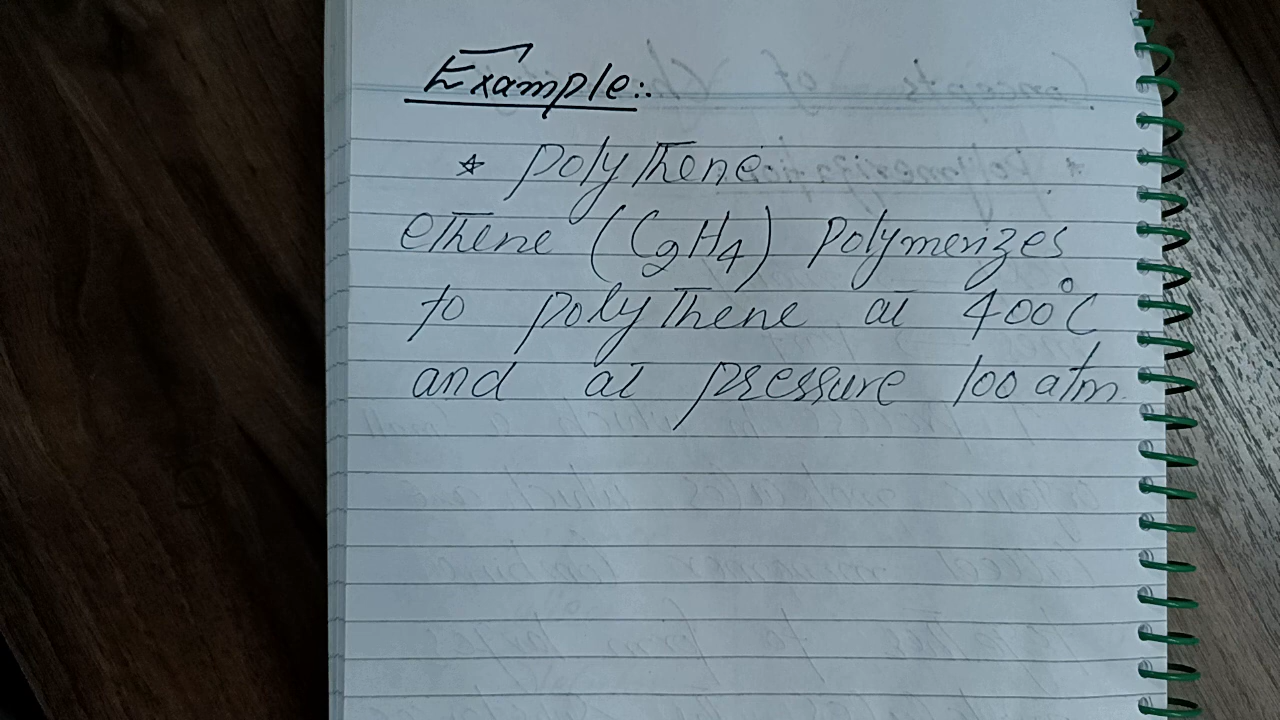 Example:.
* polythene
ethene (C2H4) polymerizes
to polythene at 400°C
and at pressure 100 atm.